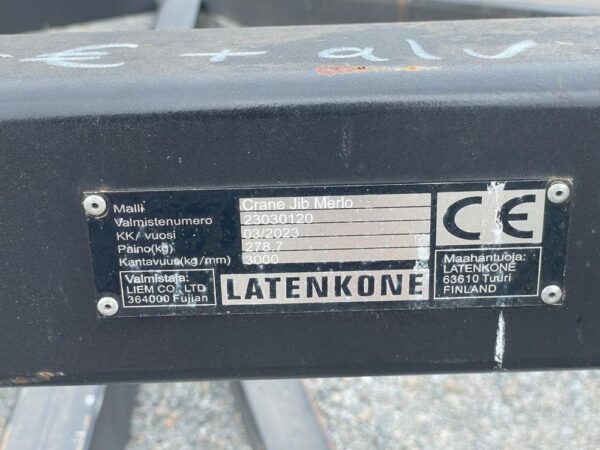 -€ + alv
Malli Crane Jib Merlo
Valmistenumero 23030120
KK/ vuosi 03/2023
Paino(kg) 278.7
Kantavuus(kg/mm) 3000
Valmistaja:
LIEM CO., LTD
364000 Fujian
LATENKONE
CE
Maahantuoja:
LATENKONE
63610 Tuuri
FINLAND